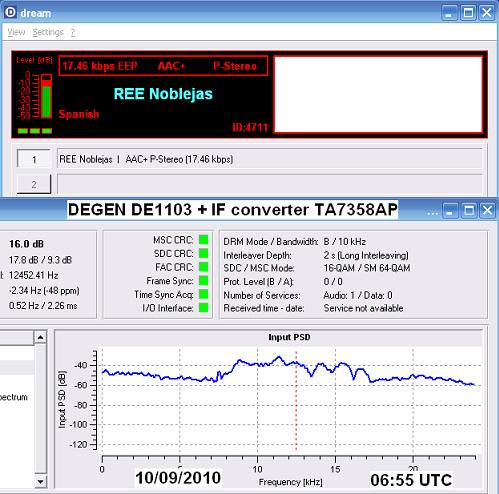 dream
View Settings ?
Level [dB]
0
-10
-20
-30
-40
-50
17.46 kbps EEP AAC+ P-Stereo
REE Noblejas
Spanish
ID:4711
1 REE Noblejas | AAC+ P-Stereo (17.46 kbps)
2
DEGEN DE1103 + IF converter TA7358AP ...
16.0 dB
17.8 dB / 9.3 dB
12452.41 Hz
-2.34 Hz (-48 ppm)
0.52 Hz / 2.26 ms
MSC CRC:
SDC CRC:
FAC CRC:
Frame Sync:
Time Sync Acq:
I/O Interface:
DRM Mode / Bandwidth: B / 10 kHz
Interleaver Depth: 2 s (Long Interleaving)
SDC / MSC Mode: 16-QAM / SM 64-QAM
Prot. Level (B / A): 0 / 0
Number of Services: Audio: 1 / Data: 0
Received time - date: Service not available
pectrum
Input PSD
Input PSD [dB]
-40
-60
-80
-100
-120
0 5 10 15 20
Frequency [kHz]
10/09/2010
06:55 UTC